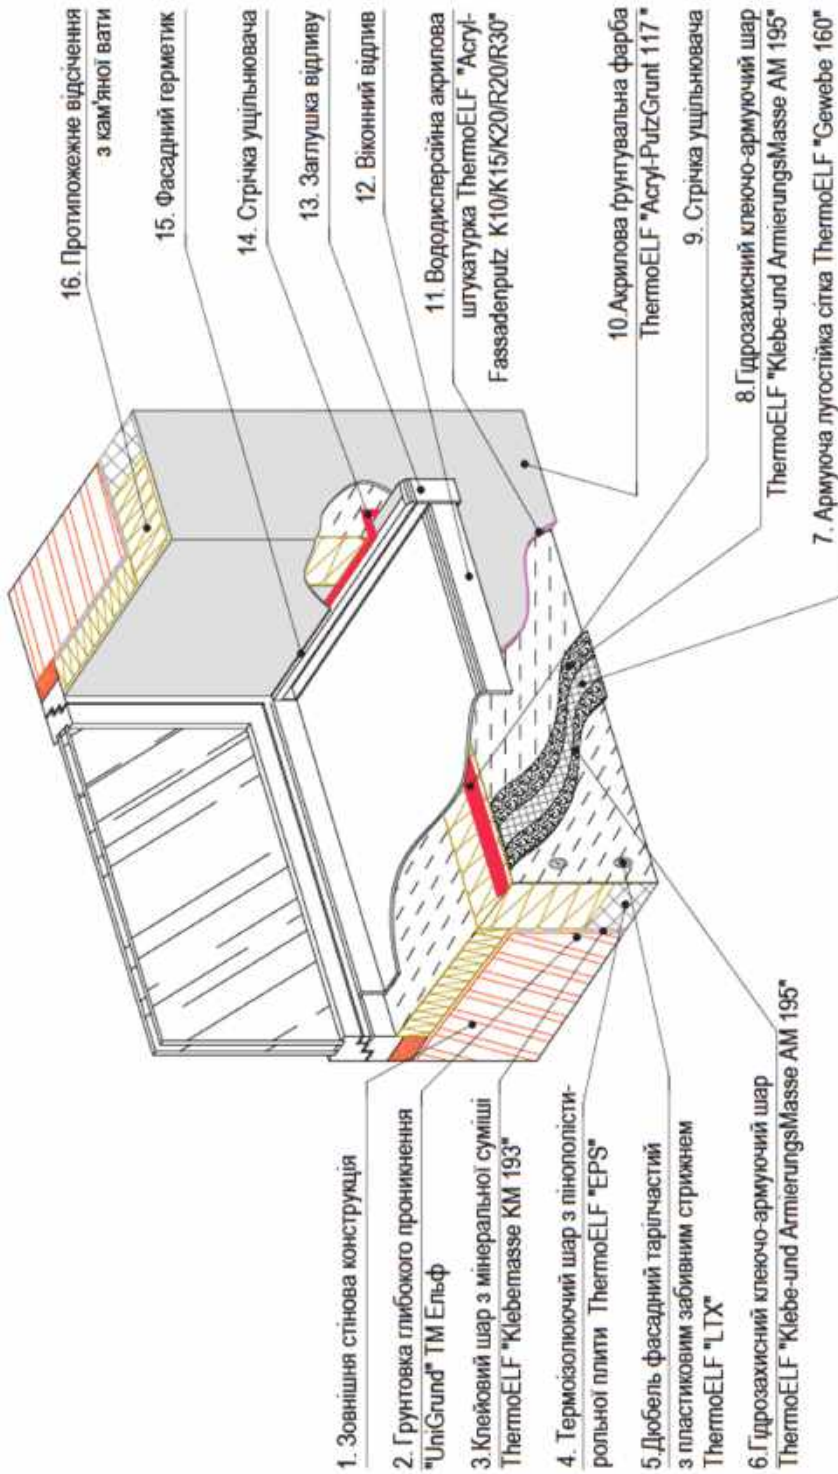 1. Зовнішня стінова конструкція
2. Грунтовка глибокого проникнення
"UniGrund" ТМ Ельф
3.Клейовий шар з мінеральної суміші
ThermoELF "Klebemasse KM 193"
4. Термоізолюючий шар з пінополісти-
рольної плити ThermoELF "EPS"
5.Дюбель фасадний тарілчастий
з пластиковим забивним стрижнем
ThermoELF "LTX"
6.Гідрозахисний клеючо-армуючий шар
ThermoELF "Klebe-und ArmierungsMasse AM 195"
16. Протипожежне відсічення
з кам'яної вати
15. Фасадний герметик
14. Стрічка ущільнювача
13. Заглушка відливу
12. Віконний відлив
11. Вододисперсійна акрилова
штукатурка ThermoELF "Acryl-
Fassadenputz K10/K15/K20/R20/R30"
10.Акрилова ґрунтувальна фарба
ThermoELF "Acryl-PutzGrunt 117 "
9. Стрічка ущільнювача
8.Гідрозахисний клеючо-армуючий шар
ThermoELF "Klebe-und ArmierungsMasse AM 195"
7. Армуюча лугостійка сітка ThermoELF "Gewebe 160"